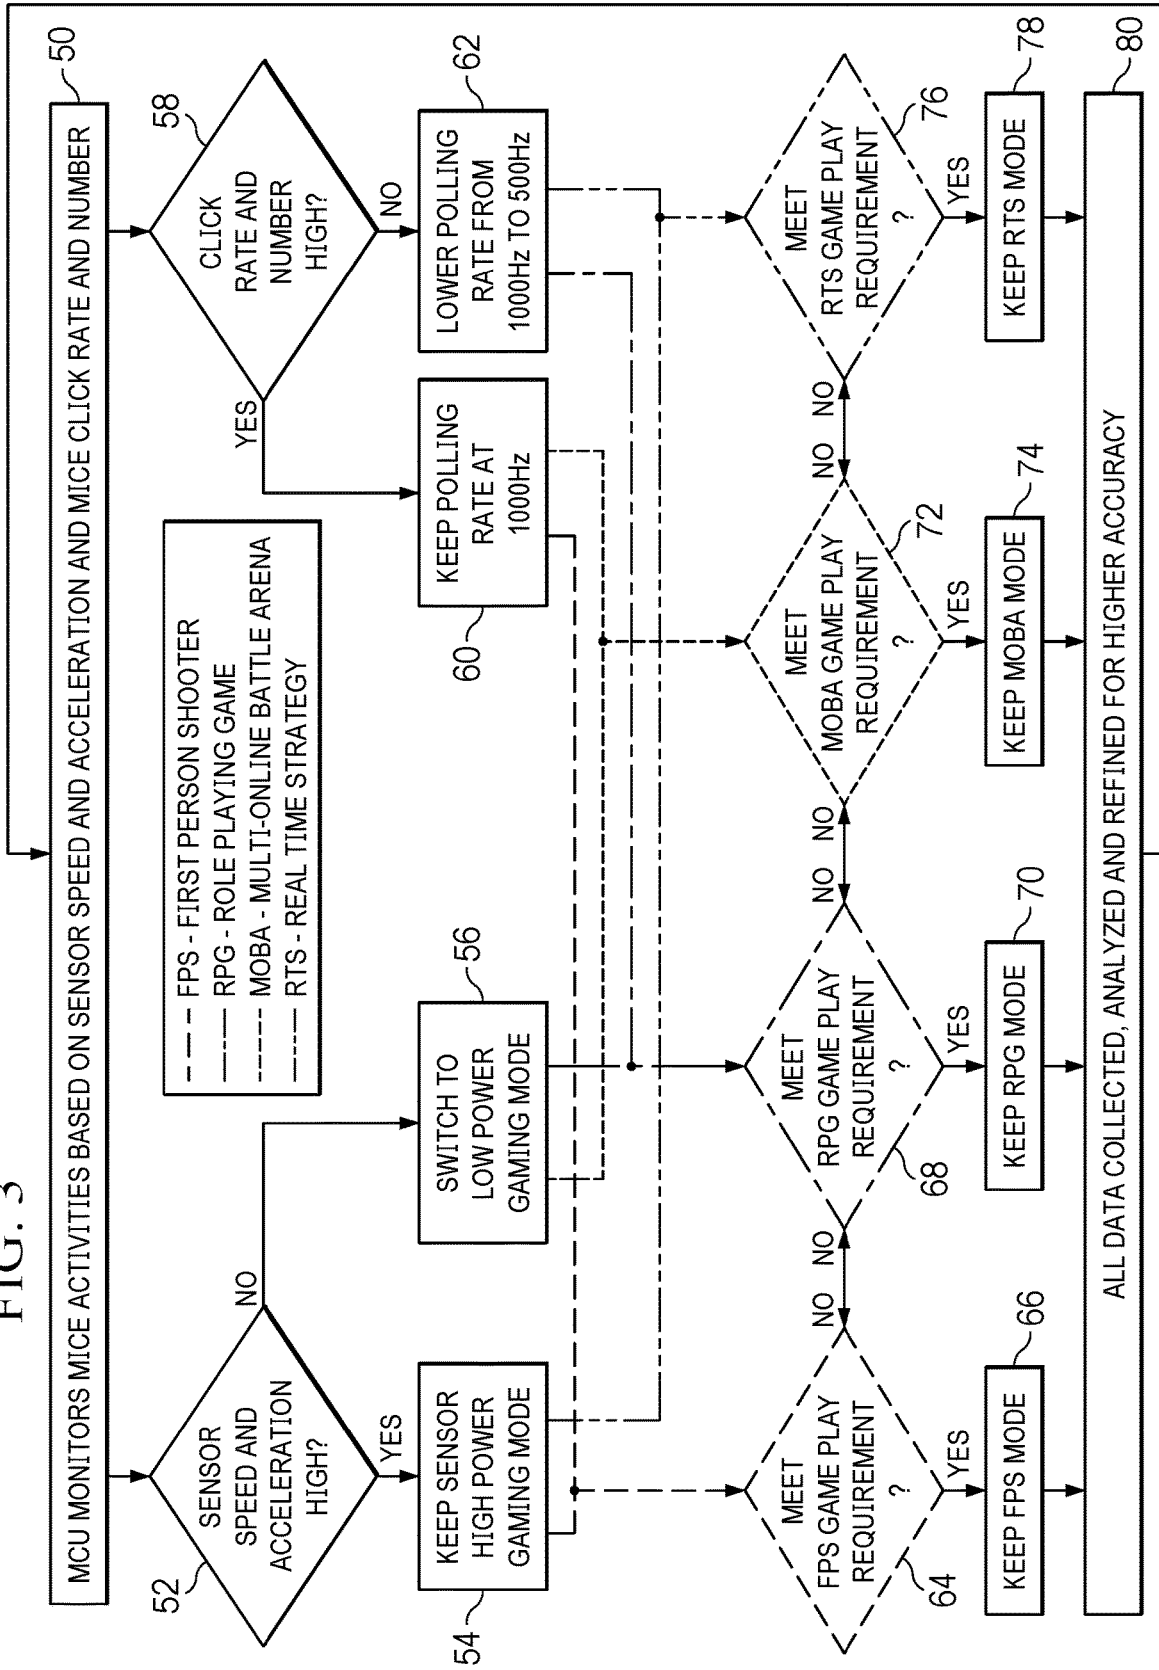 FIG. 3
MCU MONITORS MICE ACTIVITIES BASED ON SENSOR SPEED AND ACCELERATION AND MICE CLICK RATE AND NUMBER
50
SENSOR
SPEED AND
ACCELERATION
HIGH?
52
NO
YES
FPS - FIRST PERSON SHOOTER
RPG - ROLE PLAYING GAME
MOBA - MULTI-ONLINE BATTLE ARENA
RTS - REAL TIME STRATEGY
CLICK
RATE AND
NUMBER
HIGH?
58
YES
NO
KEEP SENSOR
HIGH POWER
GAMING MODE
54
SWITCH TO
LOW POWER
GAMING MODE
56
KEEP POLLING
RATE AT
1000Hz
60
LOWER POLLING
RATE FROM
1000Hz TO 500Hz
62
MEET
FPS GAME PLAY
REQUIREMENT
?
64
NO
NO
YES
MEET
RPG GAME PLAY
REQUIREMENT
?
68
NO
NO
YES
MEET
MOBA GAME PLAY
REQUIREMENT
?
72
NO
NO
YES
MEET
RTS GAME PLAY
REQUIREMENT
?
76
YES
KEEP FPS MODE
66
KEEP RPG MODE
70
KEEP MOBA MODE
74
KEEP RTS MODE
78
ALL DATA COLLECTED, ANALYZED AND REFINED FOR HIGHER ACCURACY
80